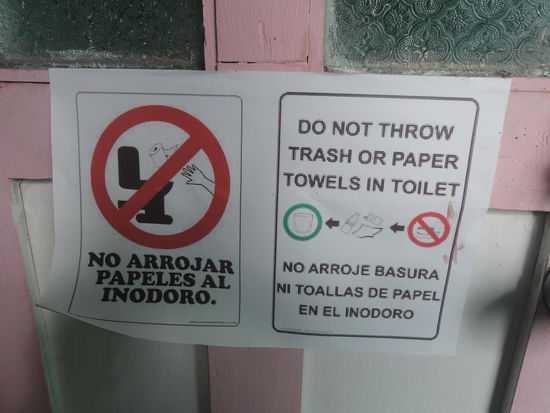 NO ARROJAR
PAPELES AL
INODORO.
DO NOT THROW
TRASH OR PAPER
TOWELS IN TOILET
NO ARROJE BASURA
NI TOALLAS DE PAPEL
EN EL INODORO